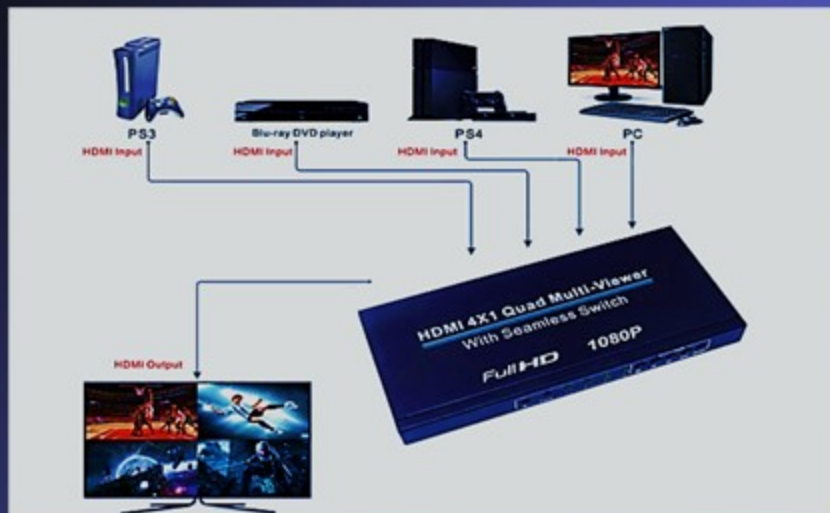 PS3
Blu-ray DVD player
PS4
PC
HDMI Input
HDMI Input
HDMI Input
HDMI Input
HDMI 4X1 Quad Multi-Viewer
With Seamless Switch
Full HD 1080P
HDMI Output